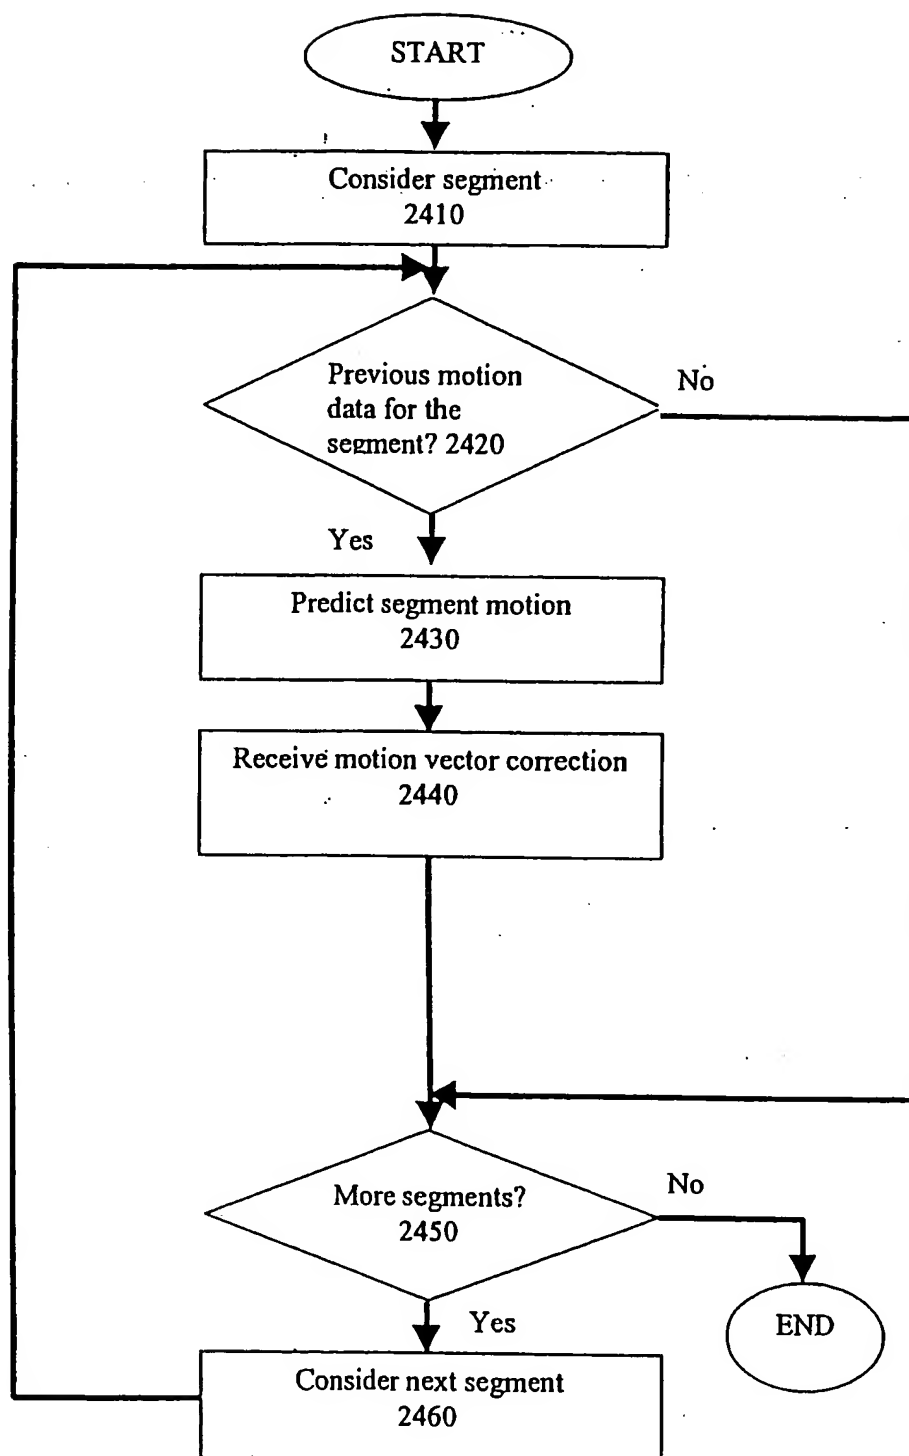 START
Consider segment
2410
Previous motion
data for the
segment? 2420
No
Yes
Predict segment motion
2430
Receive motion vector correction
2440
More segments?
2450
No
Yes
END
Consider next segment
2460